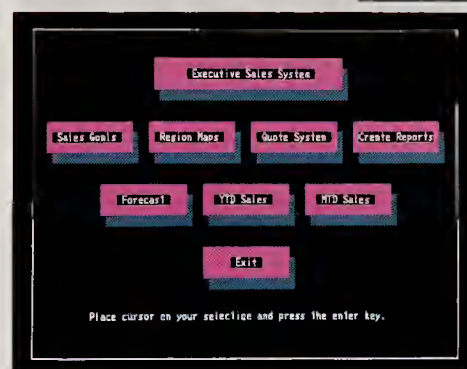 Executive Sales System
Sales Goals Region Maps Quote System Create Reports
Forecast YTD Sales MTD Sales
Exit
Place cursor on your selection and press the enter key.